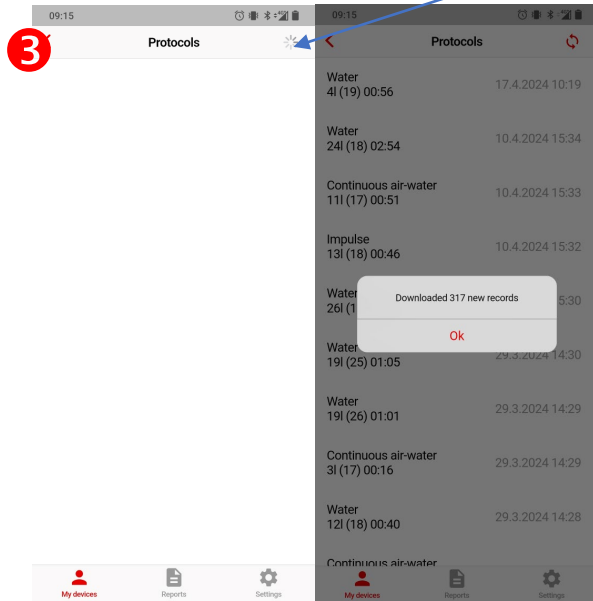 09:15
3
Protocols
My devices
Reports
Settings
09:15
Protocols
Water
4l (19) 00:56
17.4.2024 10:19
Water
24l (18) 02:54
10.4.2024 15:34
Continuous air-water
11l (17) 00:51
10.4.2024 15:33
Impulse
13l (18) 00:46
10.4.2024 15:32
Water
26l (1
5:30
Downloaded 317 new records
Ok
Water
19l (25) 01:05
29.3.2024 14:30
Water
19l (26) 01:01
29.3.2024 14:29
Continuous air-water
3l (17) 00:16
29.3.2024 14:29
Water
12l (18) 00:40
29.3.2024 14:28
Continuous air-water
My devices
Reports
Settings